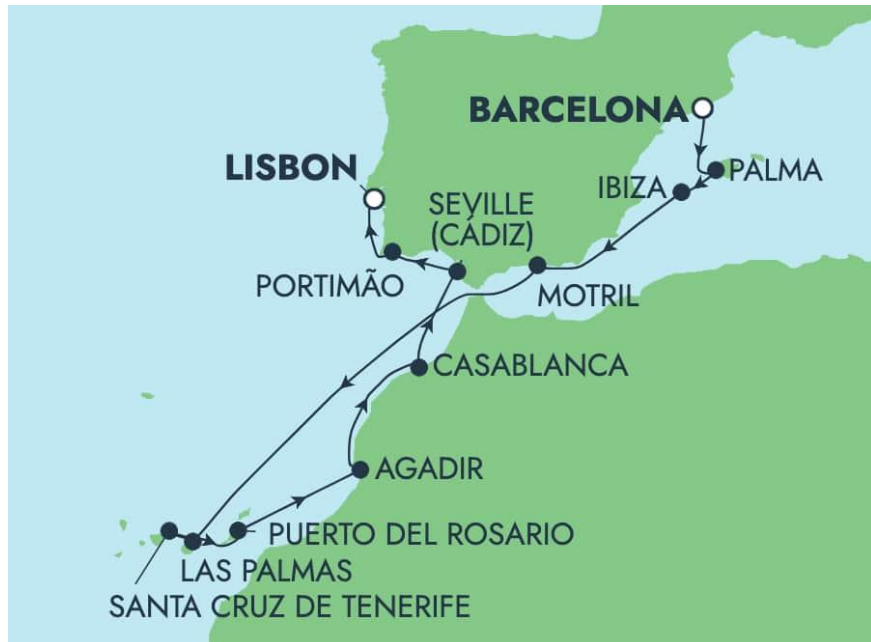 BARCELONA
PALMA
LISBON
IBIZA
SEVILLE
(CÁDIZ)
PORTIMÃO
MOTRIL
CASABLANCA
AGADIR
PUERTO DEL ROSARIO
LAS PALMAS
SANTA CRUZ DE TENERIFE